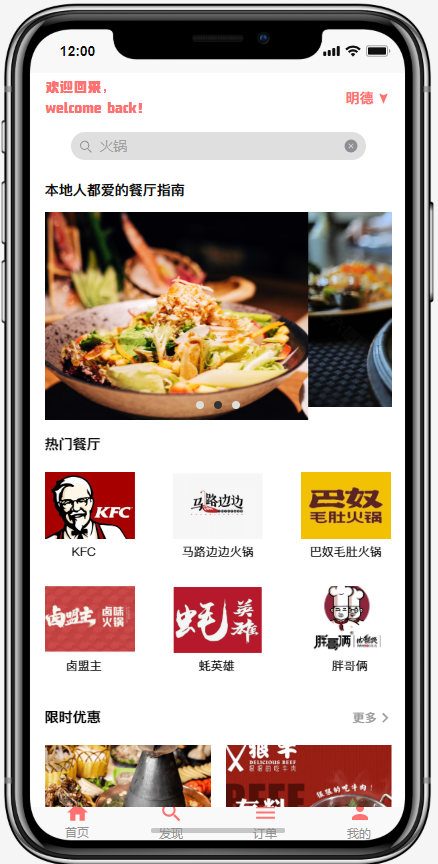 12:00
欢迎回来，
welcome back!
明德
火锅
本地人都爱的餐厅指南
热门餐厅
KFC
马路边边
巴奴
毛肚火锅
KFC
马路边边火锅
巴奴毛肚火锅
卤盟主
卤味
火锅
蚝英雄
胖哥俩
卤盟主
蚝英雄
胖哥俩
限时优惠
更多
DELICIOUS BEEF
有料
首页
发现
订单
我的